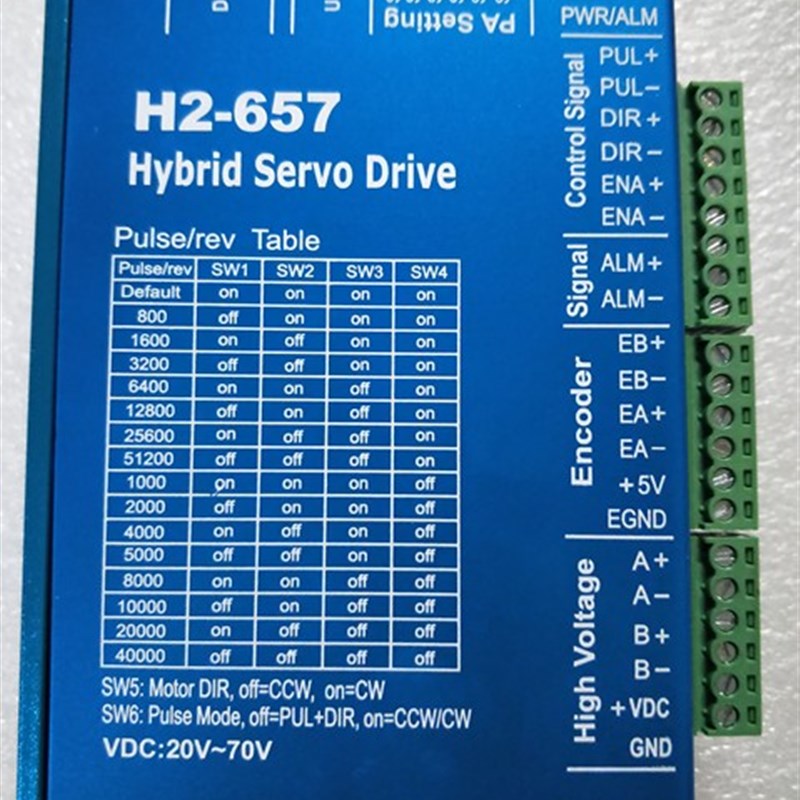 PA Setting
PWR/ALM
H2-657
Hybrid Servo Drive
Pulse/rev Table
Pulse/rev SW1 SW2 SW3 SW4
Default on on on on
800 off on on on
1600 on off on on
3200 off off on on
6400 on on off on
12800 off on off on
25600 on off off on
51200 off off off on
1000 on on on off
2000 off on on off
4000 on off on off
5000 off off on off
8000 on on off off
10000 off on off off
20000 on off off off
40000 off off off off
SW5: Motor DIR, off=CCW, on=CW
SW6: Pulse Mode, off=PUL+DIR, on=CCW/CW
VDC:20V~70V
Control Signal
PUL+
PUL-
DIR+
DIR-
ENA+
ENA-
Signal
ALM+
ALM-
Encoder
EB+
EB-
EA+
EA-
+5V
EGND
High Voltage
A+
A-
B+
B-
+VDC
GND